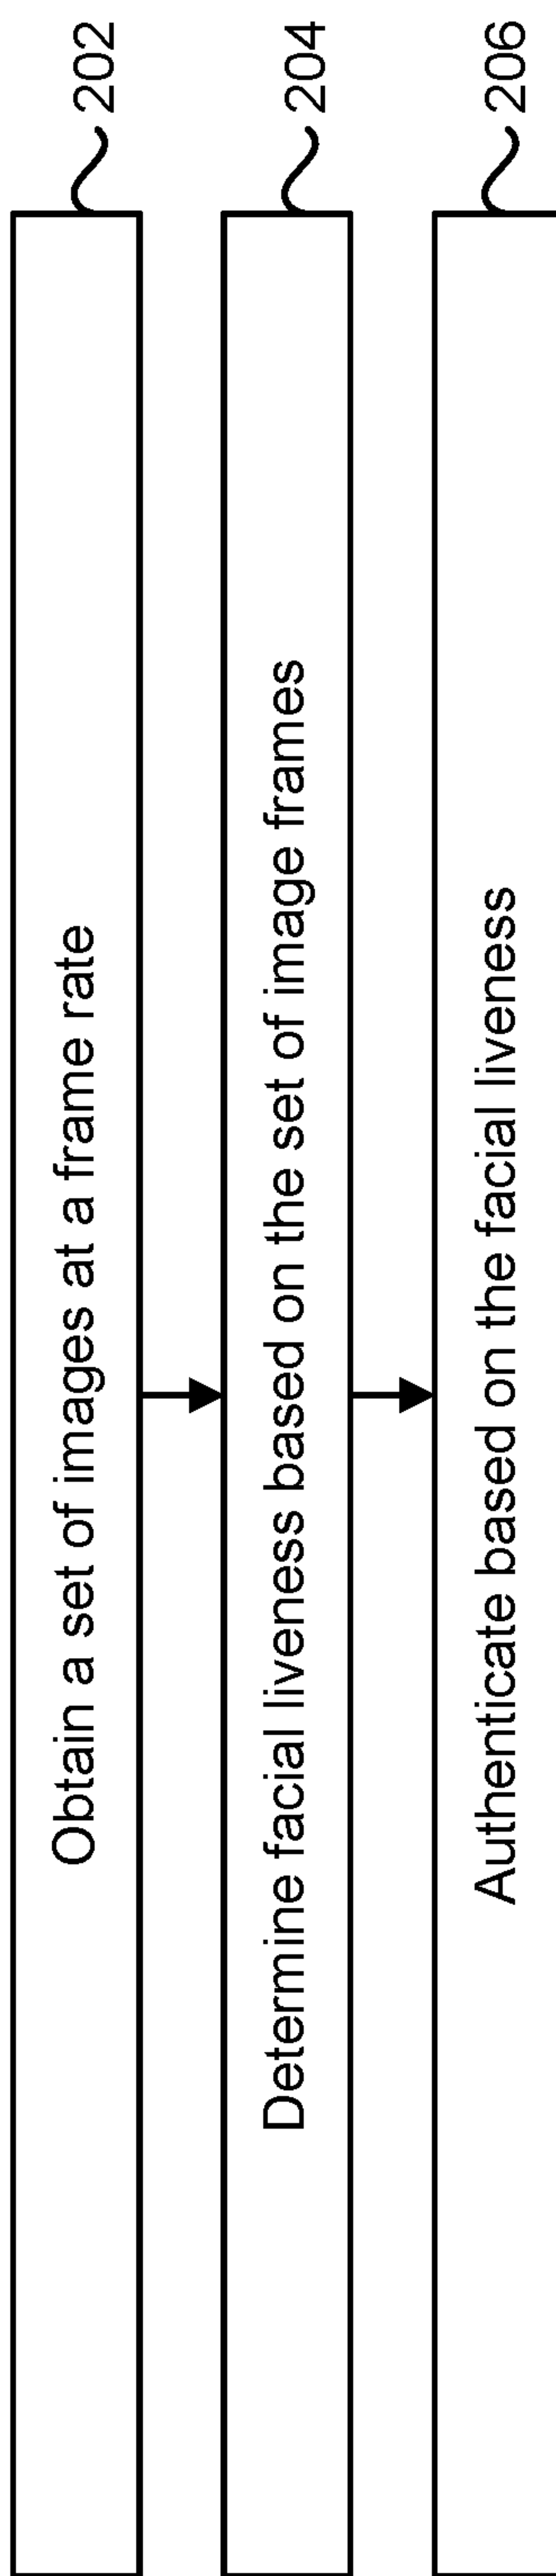 Obtain a set of images at a frame rate
202
Determine facial liveness based on the set of image frames
204
Authenticate based on the facial liveness
206